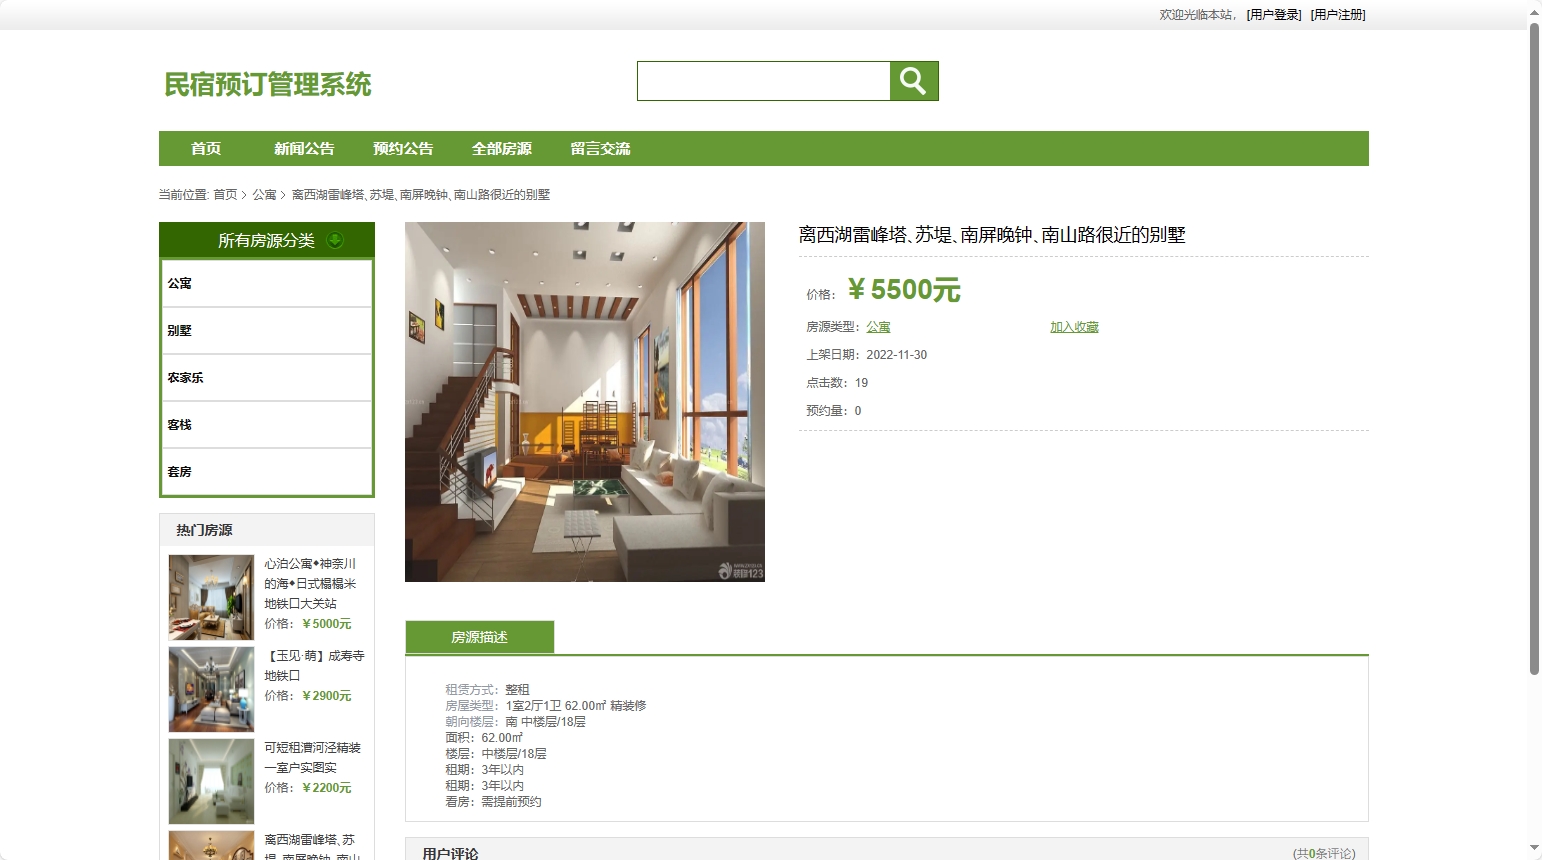 欢迎光临本站, [用户登录] [用户注册]
民宿预订管理系统
首页 新闻公告 预约公告 全部房源 留言交流
当前位置: 首页 > 公寓 > 离西湖雷峰塔、苏堤、南屏晚钟、南山路很近的别墅
所有房源分类
公寓
别墅
农家乐
客栈
套房
热门房源
心泊公寓◆神奈川
的海◆日式榻榻米
地铁口大关站
价格：￥5000元
【玉见·萌】成寿寺
地铁口
价格：￥2900元
可短租漕河泾精装
一室户实图实
价格：￥2200元
离西湖雷峰塔、苏
堤、南屏晚钟、南山
离西湖雷峰塔、苏堤、南屏晚钟、南山路很近的别墅
价格：￥5500元
房源类型：公寓 加入收藏
上架日期：2022-11-30
点击数：19
预约量：0
房源描述
租赁方式：整租
房屋类型：1室2厅1卫 62.00㎡ 精装修
朝向楼层：南 中楼层/18层
面积：62.00㎡
楼层：中楼层/18层
租期：3年以内
租期：3年以内
看房：需提前预约
用户评论 (共0条评论)